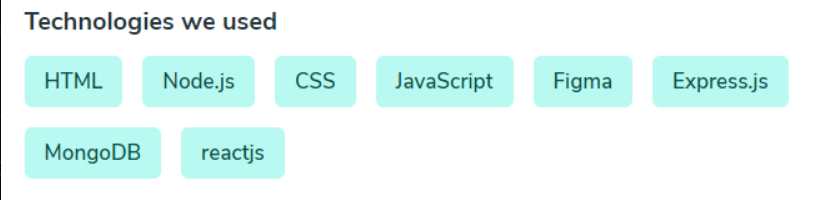 Technologies we used
HTML Node.js CSS JavaScript Figma Express.js
MongoDB reactjs